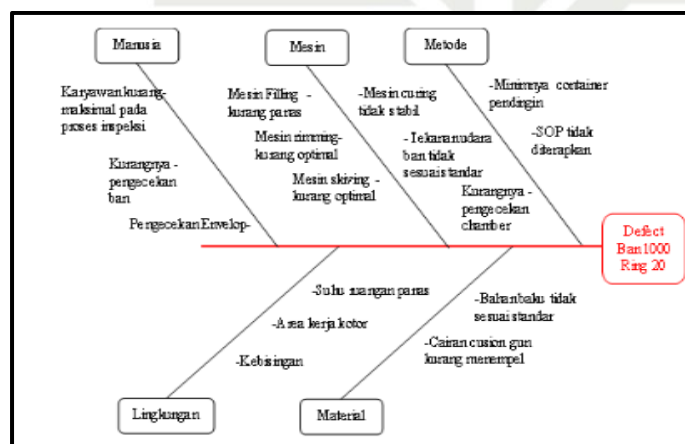 Manusia
Mesin
Metode
Karyawan kurang-
maksimal pada
proses inspeksi
Kurangnya -
pengecekan
ban
Pengecekan Envelop-
Mesin Filling -
kurang panas
Mesin rimming-
kurang optimal
Mesin skiving -
kurang optimal
-Mesin curing
tidak stabil
-Tekanan udara
ban tidak
sesuai standar
Kurangnya -
pengecekan
chamber
-Minimnya container
pendingin
-SOP tidak
diterapkan
Defect
Ban 1000
Ring 20
-Suhu ruangan panas
-Area kerja kotor
-Kebisingan
-Bahan baku tidak
sesuai standar
-Cairan cusion gun
kurang menempel
Lingkungan
Material